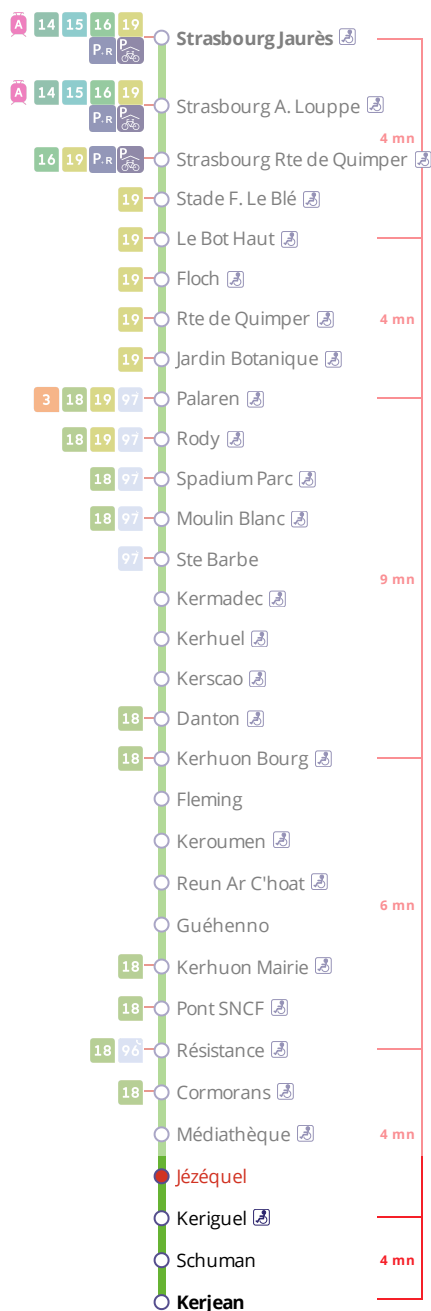 A 14 15 16 19
P+R P
Strasbourg Jaurès
A 14 15 16 19
P+R P
Strasbourg A. Louppe
4 mn
16 19 P+R P Strasbourg Rte de Quimper
19 Stade F. Le Blé
19 Le Bot Haut
19 Floch
19 Rte de Quimper 4 mn
19 Jardin Botanique
3 18 19 97 Palaren
18 19 97 Rody
18 97 Spadium Parc
18 97 Moulin Blanc
97 Ste Barbe
9 mn
Kermadec
Kerhuel
Kerscao
18 Danton
18 Kerhuon Bourg
Fleming
Keroumen
Reun Ar C'hoat
6 mn
Guéhenno
18 Kerhuon Mairie
18 Pont SNCF
18 96 Résistance
18 Cormorans
Médiathèque 4 mn
Jézéquel
Keriguel
Schuman 4 mn
Kerjean